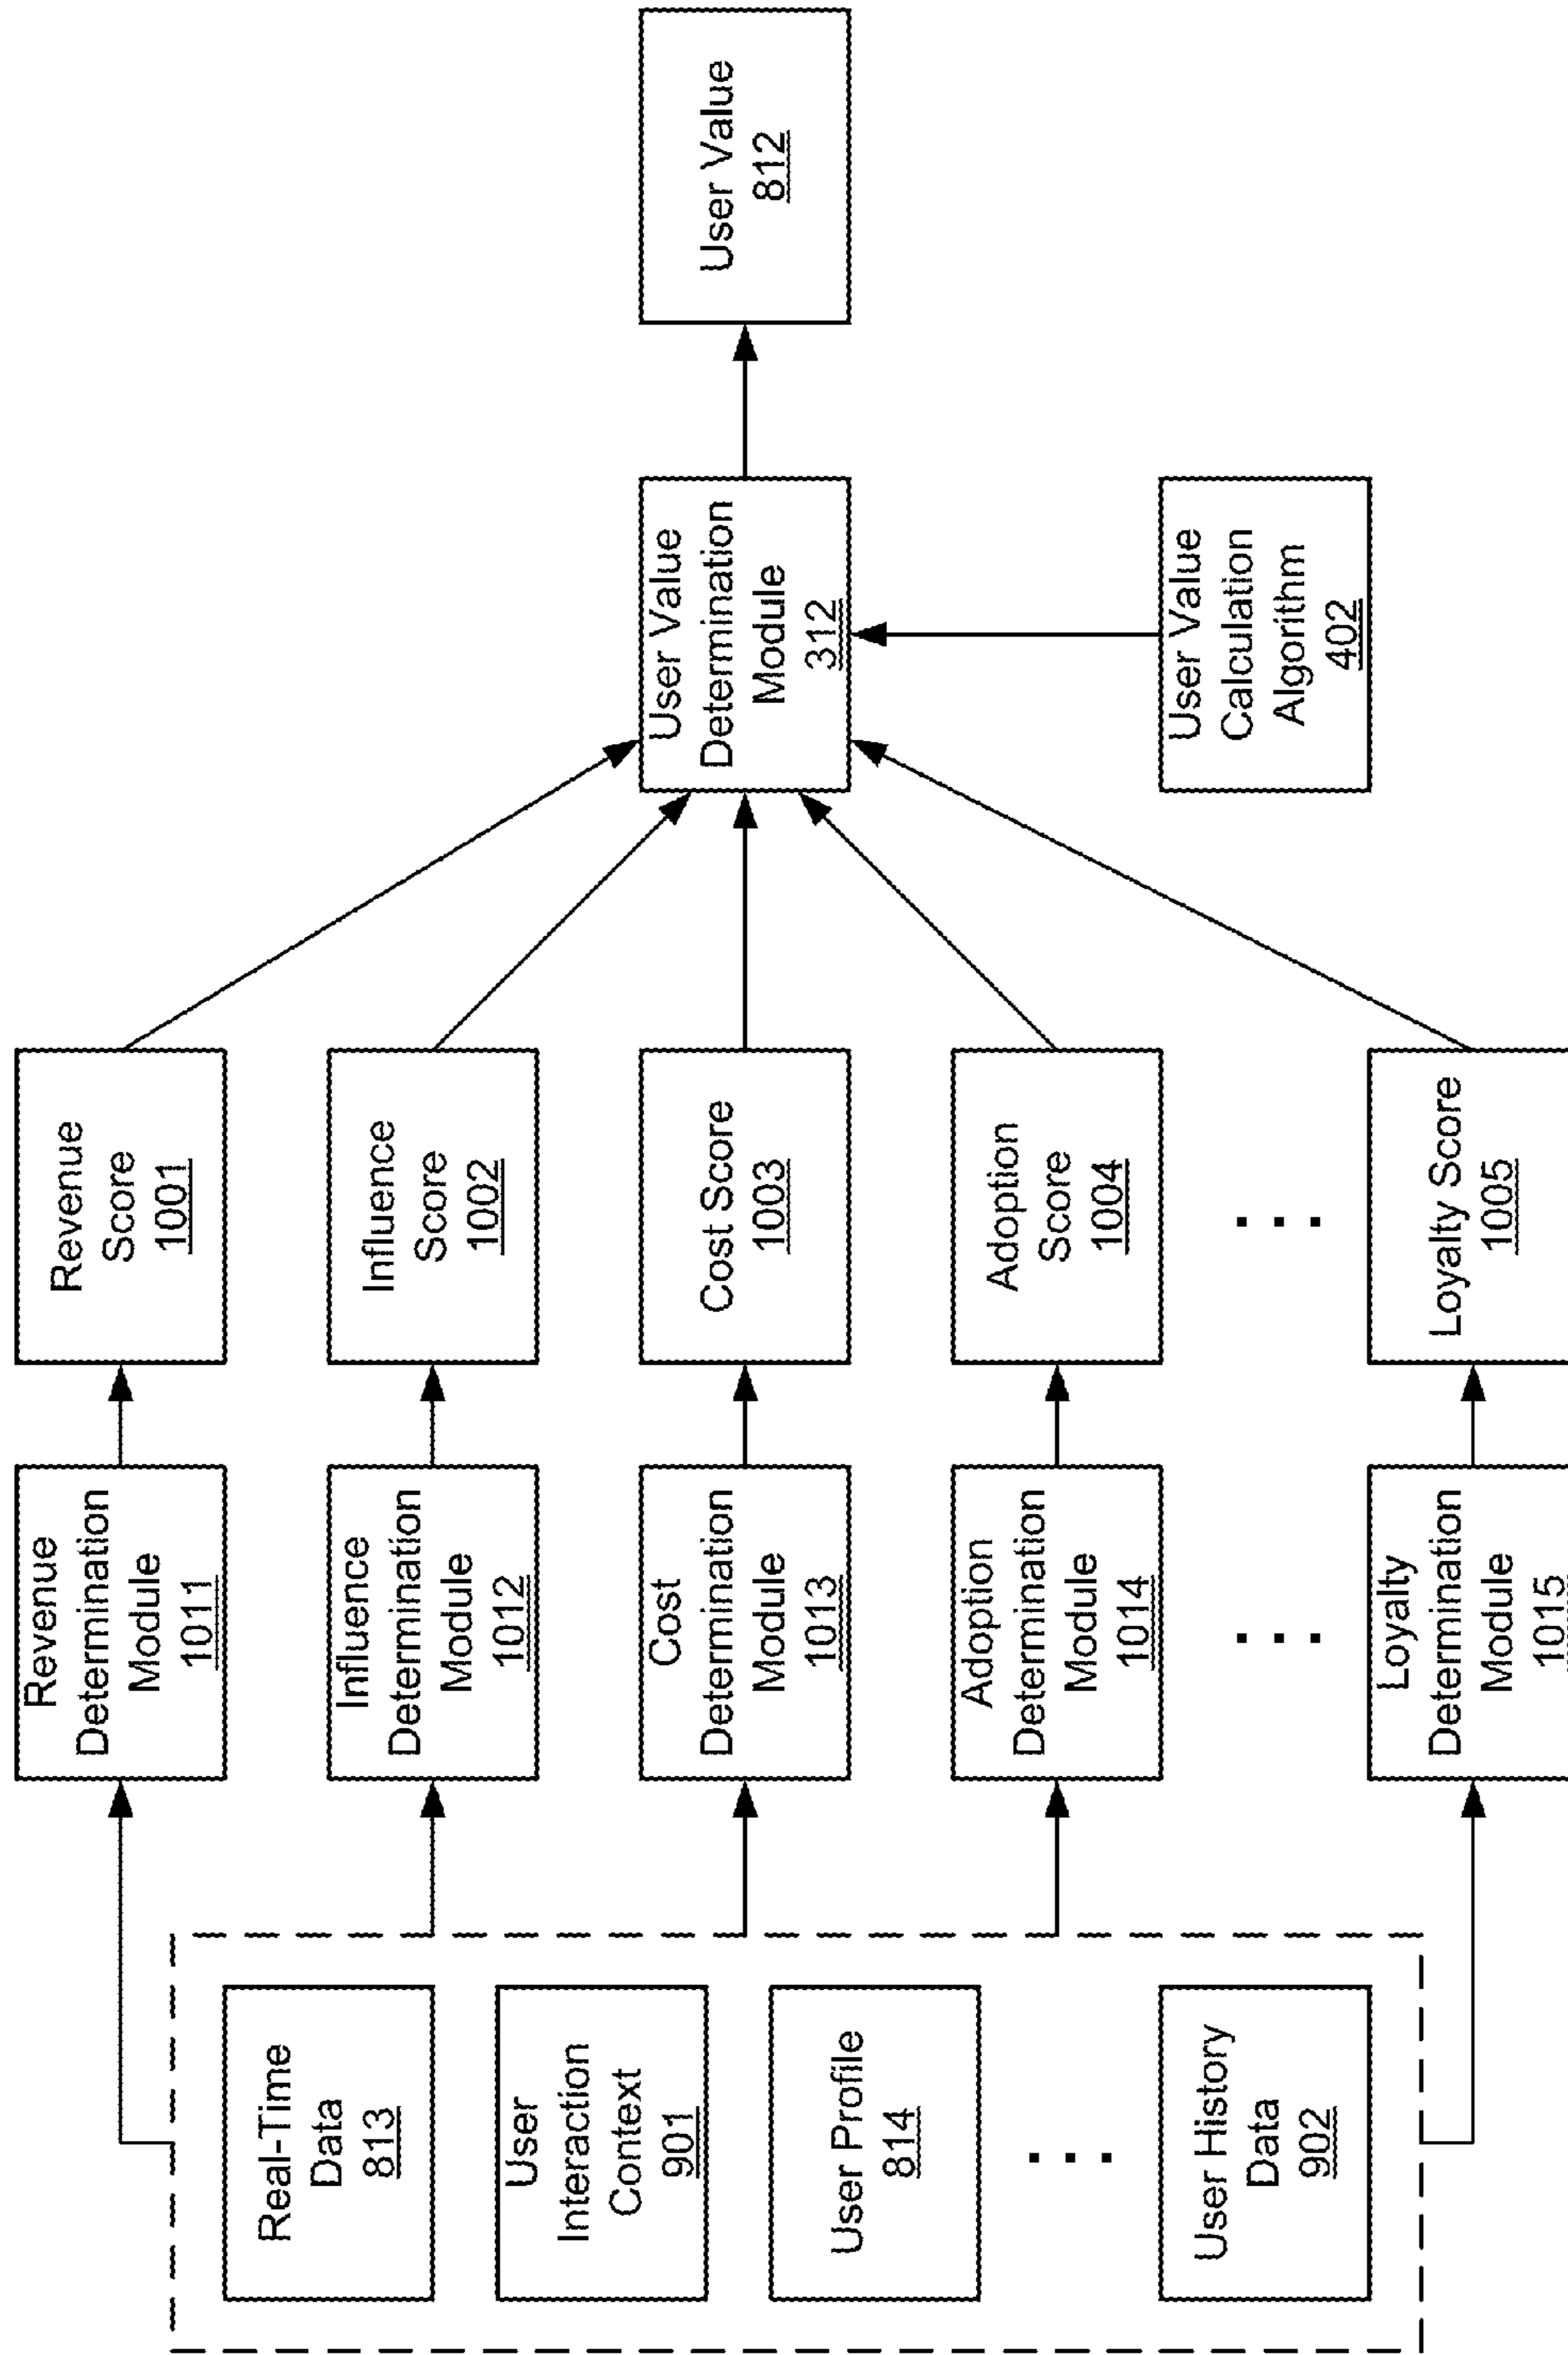 Real-Time
Data
813
User
Interaction
Context
901
User Profile
814
. . .
User History
Data
902
Revenue
Determination
Module
1011
Influence
Determination
Module
1012
Cost
Determination
Module
1013
Adoption
Determination
Module
1014
. . .
Loyalty
Determination
Module
1015
Revenue
Score
1001
Influence
Score
1002
Cost Score
1003
Adoption
Score
1004
. . .
Loyalty Score
1005
User Value
Determination
Module
312
User Value
Calculation
Algorithm
402
User Value
812